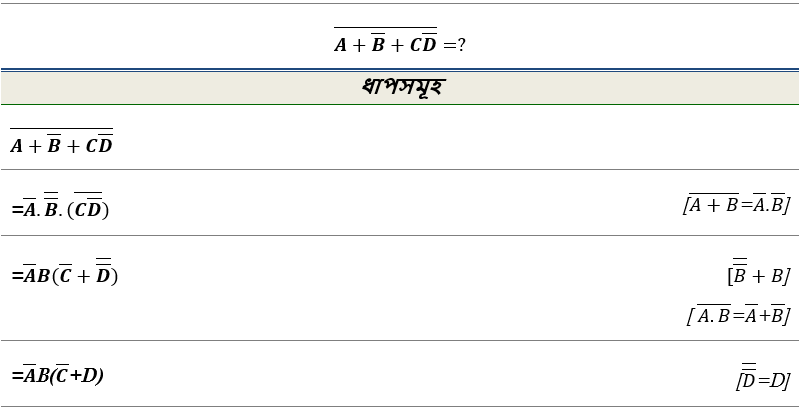 $\overline{A + \overline{B} + C\overline{D}}$ =?
ধাপসমূহ
$\overline{A + \overline{B} + C\overline{D}}$
=$\overline{A}.\overline{\overline{B}}.(\overline{C\overline{D}})$ [$\overline{A + B}$=$\overline{A}.\overline{B}$]
=$\overline{A}B(\overline{C} + \overline{\overline{D}})$ [$\overline{\overline{B}}$ + B]
[ $\overline{A.B}$=$\overline{A}$+$\overline{B}$]
=$\overline{A}$B($\overline{C}$+D) [$\overline{\overline{D}}$=D]